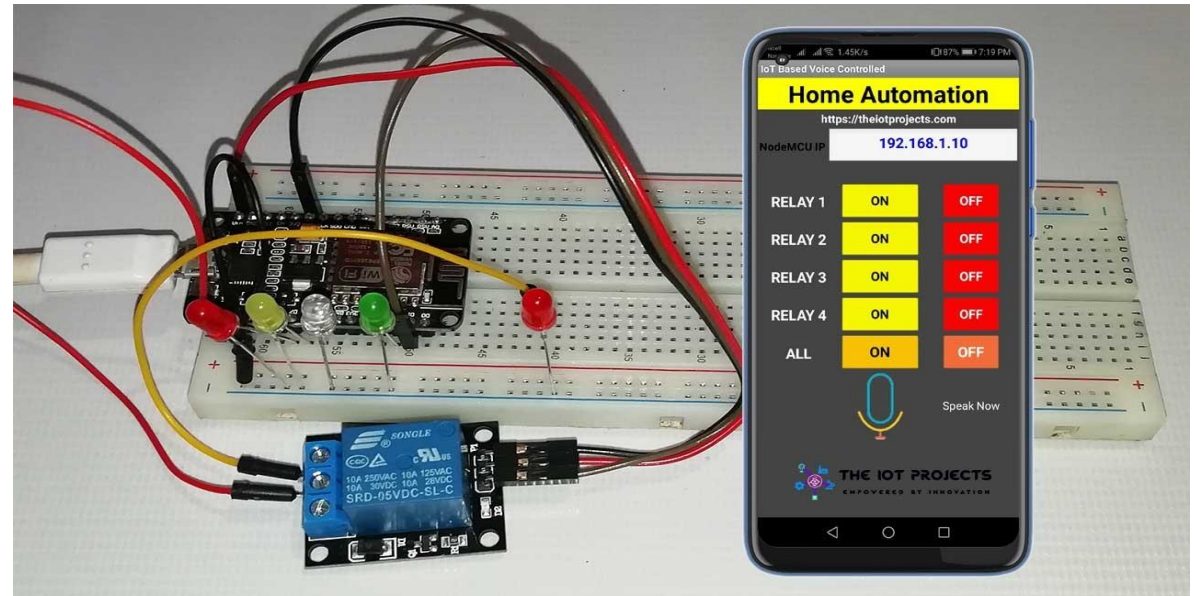 1.45K/s 87% 7:19 PM
IoT Based Voice Controlled
Home Automation
https://theiotprojects.com
NodeMCU IP 192.168.1.10
RELAY 1 ON OFF
RELAY 2 ON OFF
RELAY 3 ON OFF
RELAY 4 ON OFF
ALL ON OFF
Speak Now
THE IOT PROJECTS
EMPOWERED BY INNOVATION
WiFi
SONGLE
10A 250VAC 10A 125VAC
10A 30VDC 10A 28VDC
SRD-05VDC-SL-C